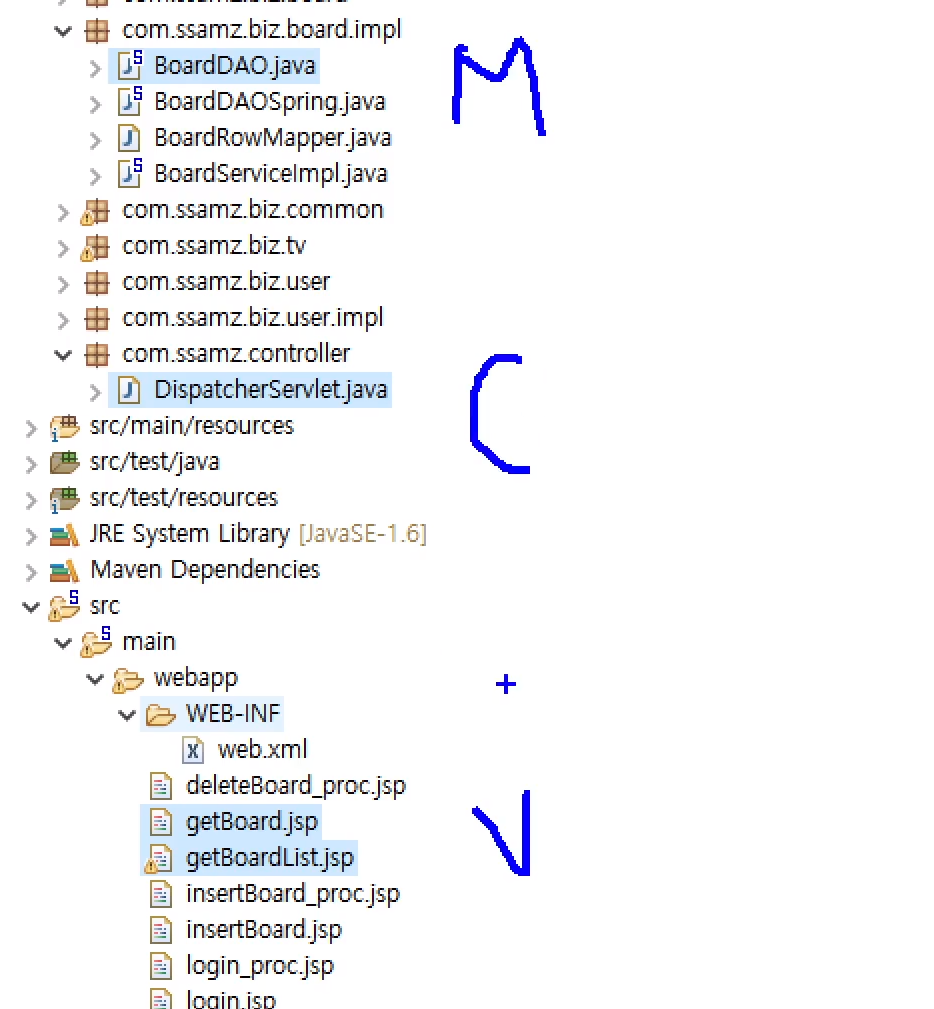 com.ssamz.biz.board.impl
BoardDAO.java
M
BoardDAOSpring.java
BoardRowMapper.java
BoardServiceImpl.java
com.ssamz.biz.common
com.ssamz.biz.tv
com.ssamz.biz.user
com.ssamz.biz.user.impl
com.ssamz.controller
DispatcherServlet.java
C
src/main/resources
src/test/java
src/test/resources
JRE System Library [JavaSE-1.6]
Maven Dependencies
src
main
webapp
+
WEB-INF
web.xml
deleteBoard_proc.jsp
getBoard.jsp
V
getBoardList.jsp
insertBoard_proc.jsp
insertBoard.jsp
login_proc.jsp
login.jsp